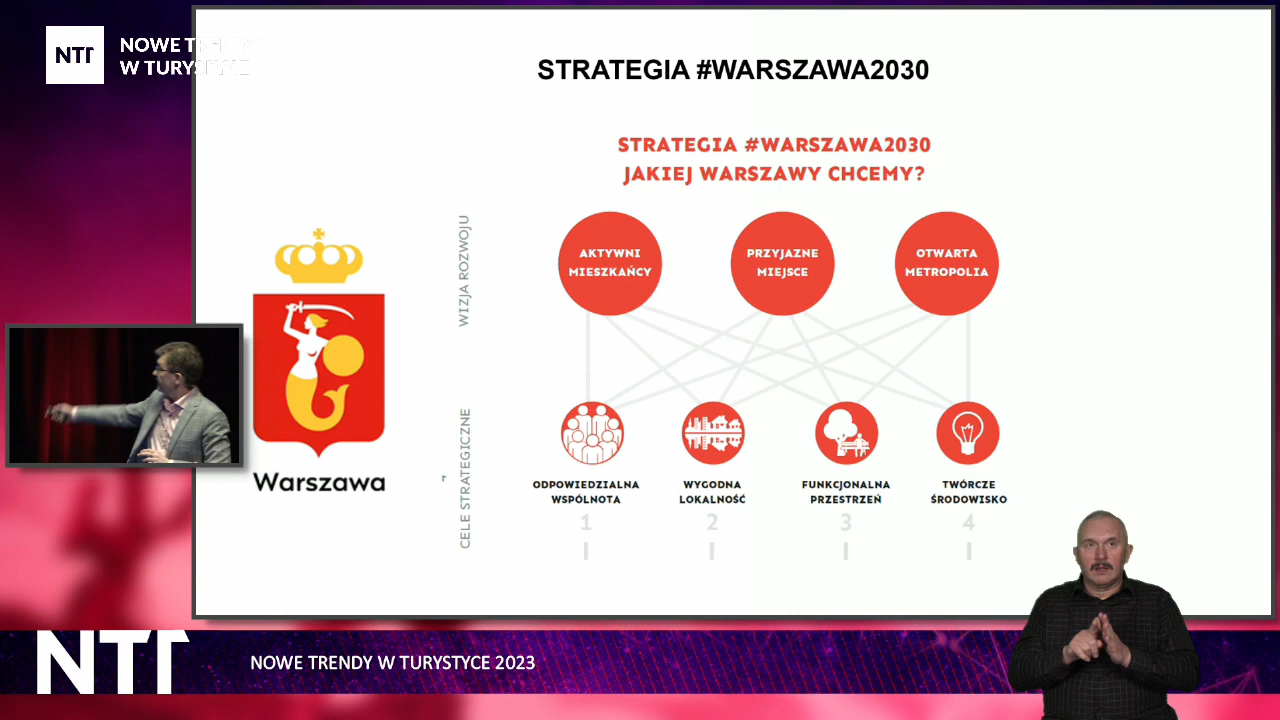 NTT
NOWE TRENDY
W TURYSTYCE
STRATEGIA #WARSZAWA2030
STRATEGIA #WARSZAWA2030
JAKIEJ WARSZAWY CHCEMY?
WIZJA ROZWOJU
AKTYWNI
MIESZKAŃCY
PRZYJAZNE
MIEJSCE
OTWARTA
METROPOLIA
Warszawa
CELE STRATEGICZNE
ODPOWIEDZIALNA
WSPÓLNOTA
1
WYGODNA
LOKALNOŚĆ
2
FUNKCJONALNA
PRZESTRZEŃ
3
TWÓRCZE
ŚRODOWISKO
4
NTT
NOWE TRENDY W TURYSTYCE 2023